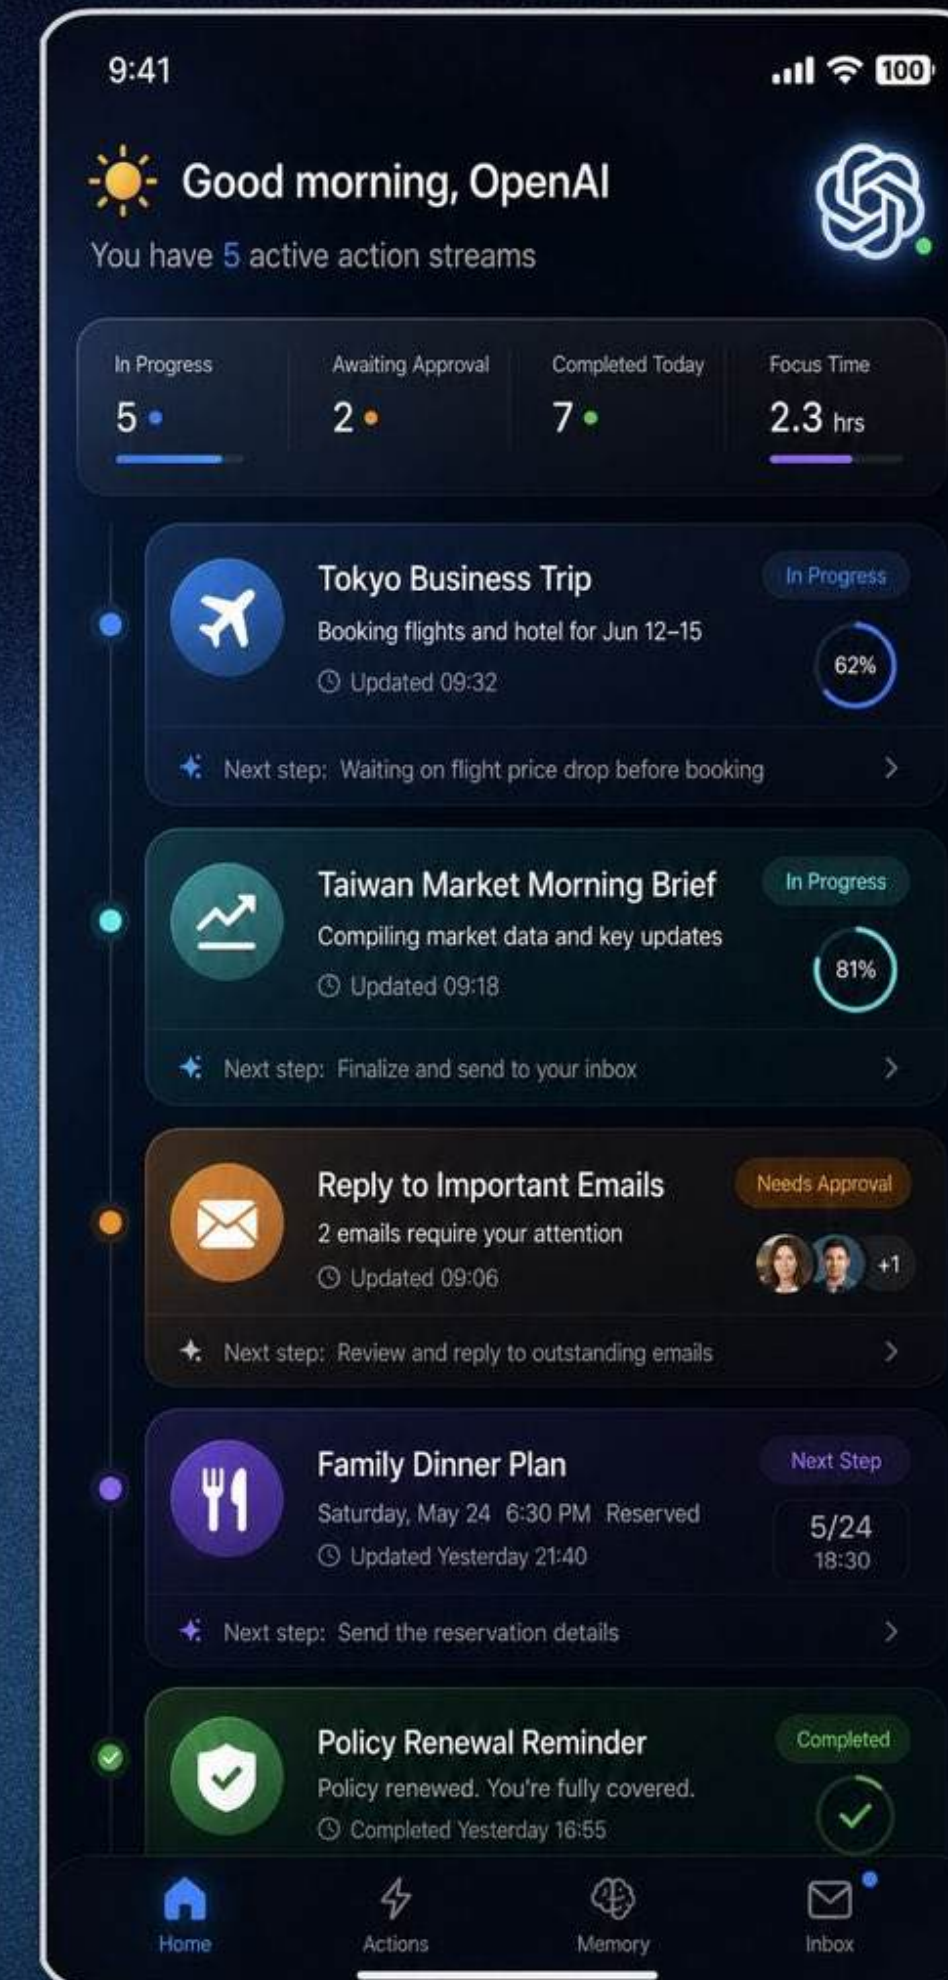 9:41
100
Good morning, OpenAI
You have 5 active action streams
In Progress
5
Awaiting Approval
2
Completed Today
7
Focus Time
2.3 hrs
Tokyo Business Trip
In Progress
Booking flights and hotel for Jun 12–15
62%
Updated 09:32
Next step: Waiting on flight price drop before booking
Taiwan Market Morning Brief
In Progress
Compiling market data and key updates
81%
Updated 09:18
Next step: Finalize and send to your inbox
Reply to Important Emails
Needs Approval
2 emails require your attention
+1
Updated 09:06
Next step: Review and reply to outstanding emails
Family Dinner Plan
Next Step
Saturday, May 24 6:30 PM Reserved
5/24
18:30
Updated Yesterday 21:40
Next step: Send the reservation details
Policy Renewal Reminder
Completed
Policy renewed. You're fully covered.
Completed Yesterday 16:55
Home
Actions
Memory
Inbox